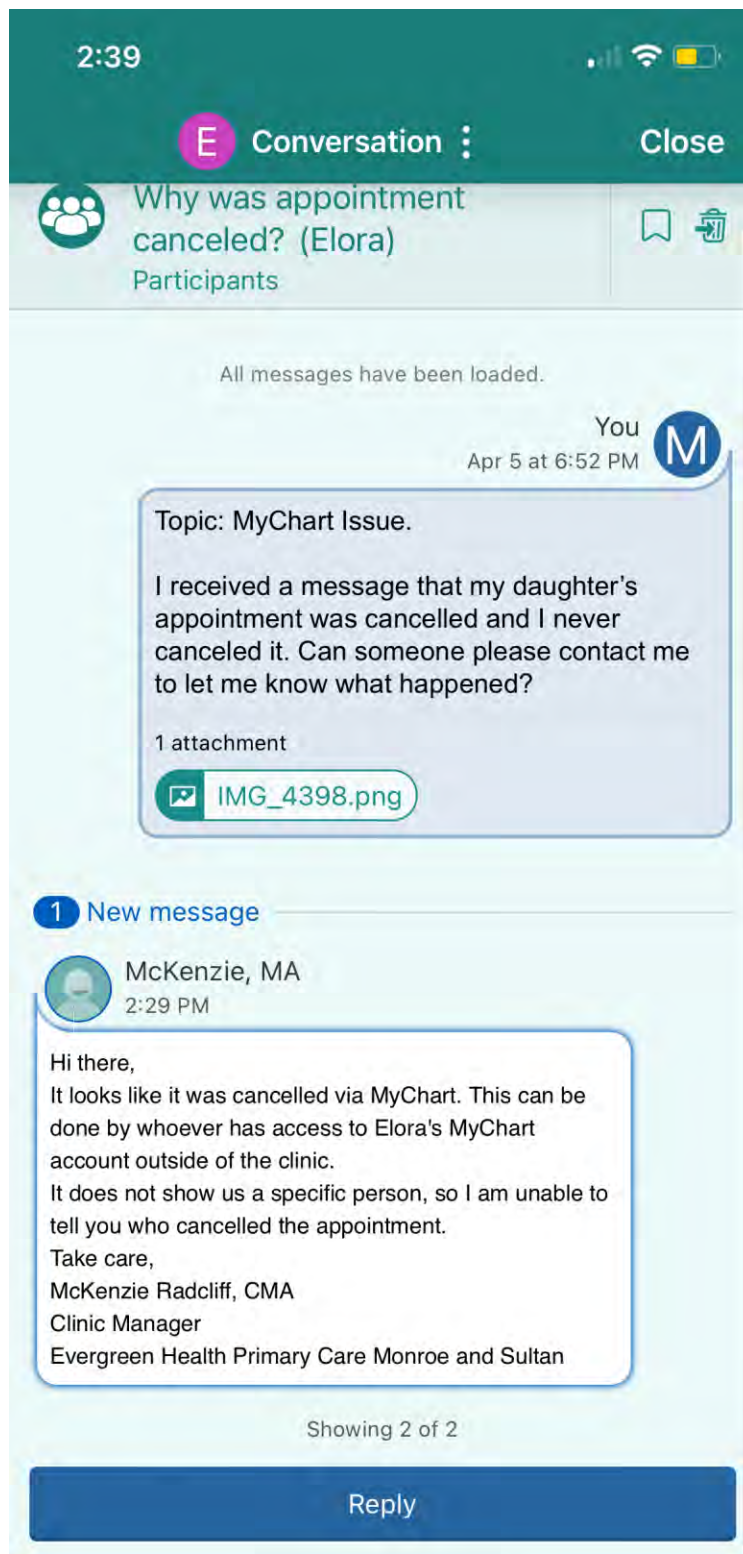 2:39
E Conversation Close
Why was appointment
canceled? (Elora)
Participants
All messages have been loaded.
You
M
Apr 5 at 6:52 PM
Topic: MyChart Issue.
I received a message that my daughter's
appointment was cancelled and I never
canceled it. Can someone please contact me
to let me know what happened?
1 attachment
IMG_4398.png
1 New message
McKenzie, MA
2:29 PM
Hi there,
It looks like it was cancelled via MyChart. This can be
done by whoever has access to Elora's MyChart
account outside of the clinic.
It does not show us a specific person, so I am unable to
tell you who cancelled the appointment.
Take care,
McKenzie Radcliff, CMA
Clinic Manager
Evergreen Health Primary Care Monroe and Sultan
Showing 2 of 2
Reply